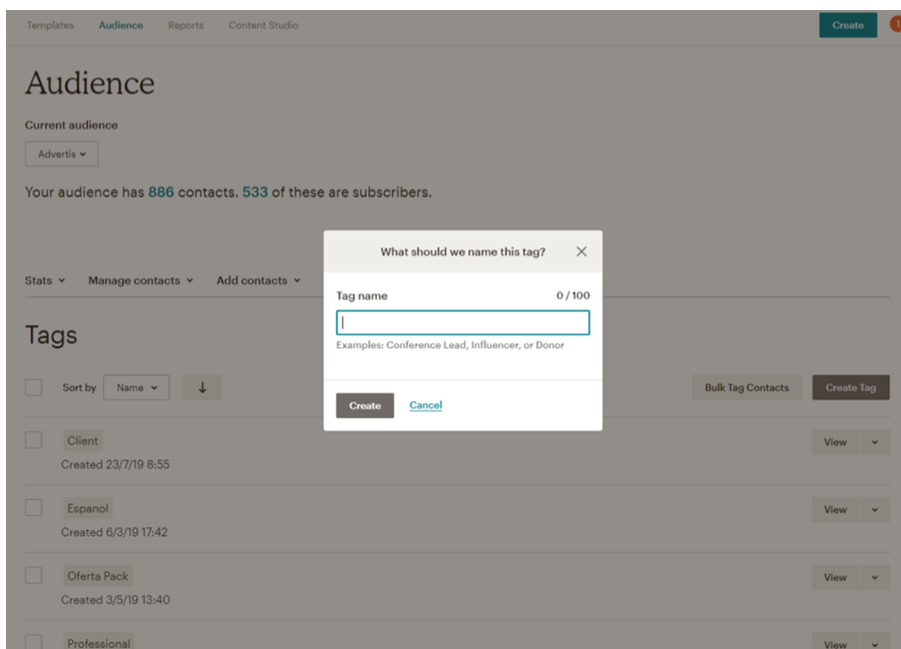 Templates Audience Reports Content Studio Create 1
Audience
Current audience
Advertis
Your audience has 886 contacts. 533 of these are subscribers.
What should we name this tag?
Stats Manage contacts Add contacts
Tag name 0/100
Tags
Examples: Conference Lead, Influencer, or Donor
Sort by Name Bulk Tag Contacts Create Tag
Create Cancel
Client View
Created 23/7/19 8:55
Espanol View
Created 6/3/19 17:42
Oferta Pack View
Created 3/5/19 13:40
Professional View